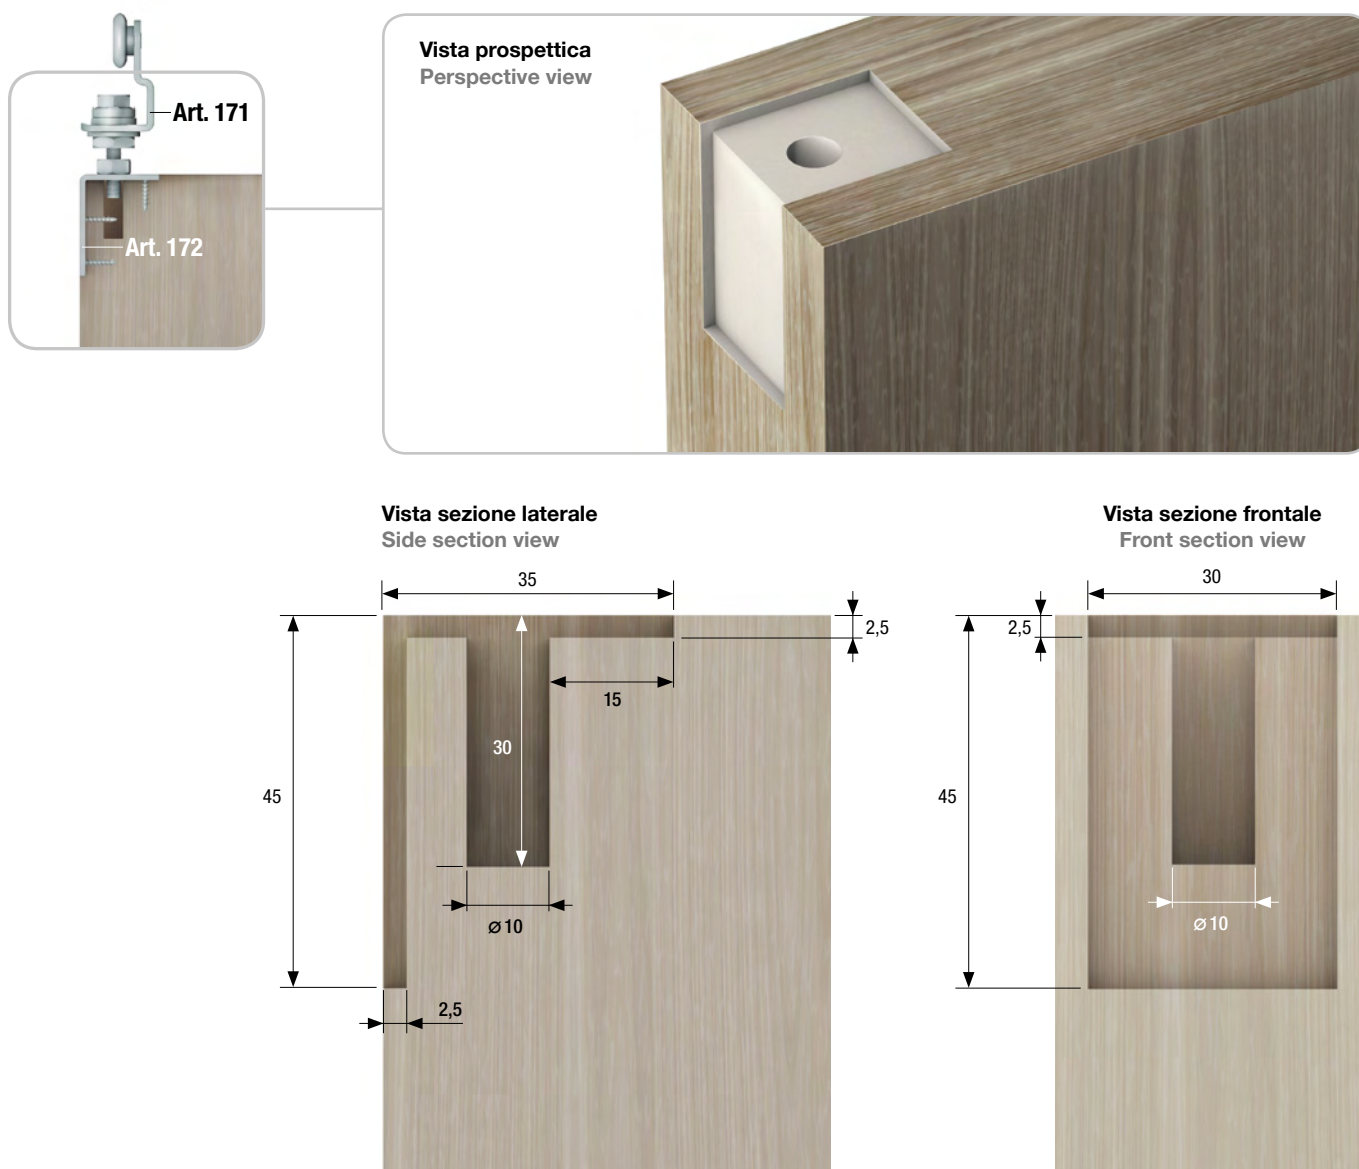 Art. 171
Art. 172
Vista prospettica
Perspective view
Vista sezione laterale
Side section view
35
2,5
15
30
45
⌀ 10
2,5
Vista sezione frontale
Front section view
30
2,5
45
⌀ 10